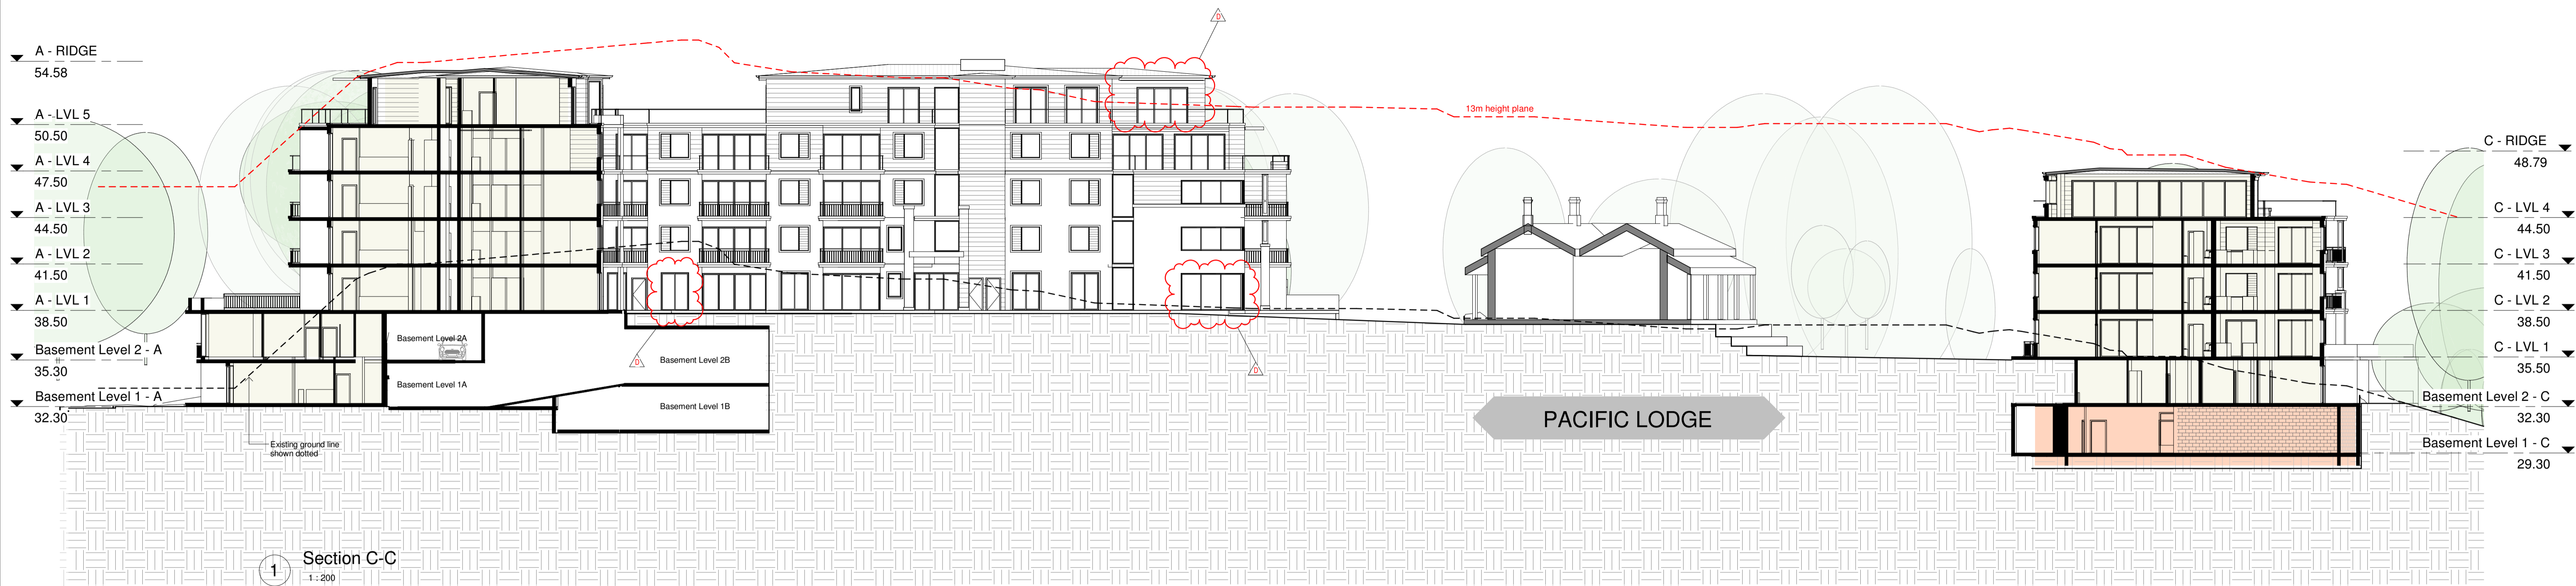 A - RIDGE
54.58
A - LVL 5
50.50
A - LVL 4
47.50
A - LVL 3
44.50
A - LVL 2
41.50
A - LVL 1
38.50
Basement Level 2 - A
35.30
Basement Level 1 - A
32.30
D
13m height plane
D
D
Basement Level 2A
Basement Level 1A
Basement Level 2B
Basement Level 1B
Existing ground line
shown dotted
PACIFIC LODGE
C - RIDGE
48.79
C - LVL 4
44.50
C - LVL 3
41.50
C - LVL 2
38.50
C - LVL 1
35.50
Basement Level 2 - C
32.30
Basement Level 1 - C
29.30
1
Section C-C
1 : 200